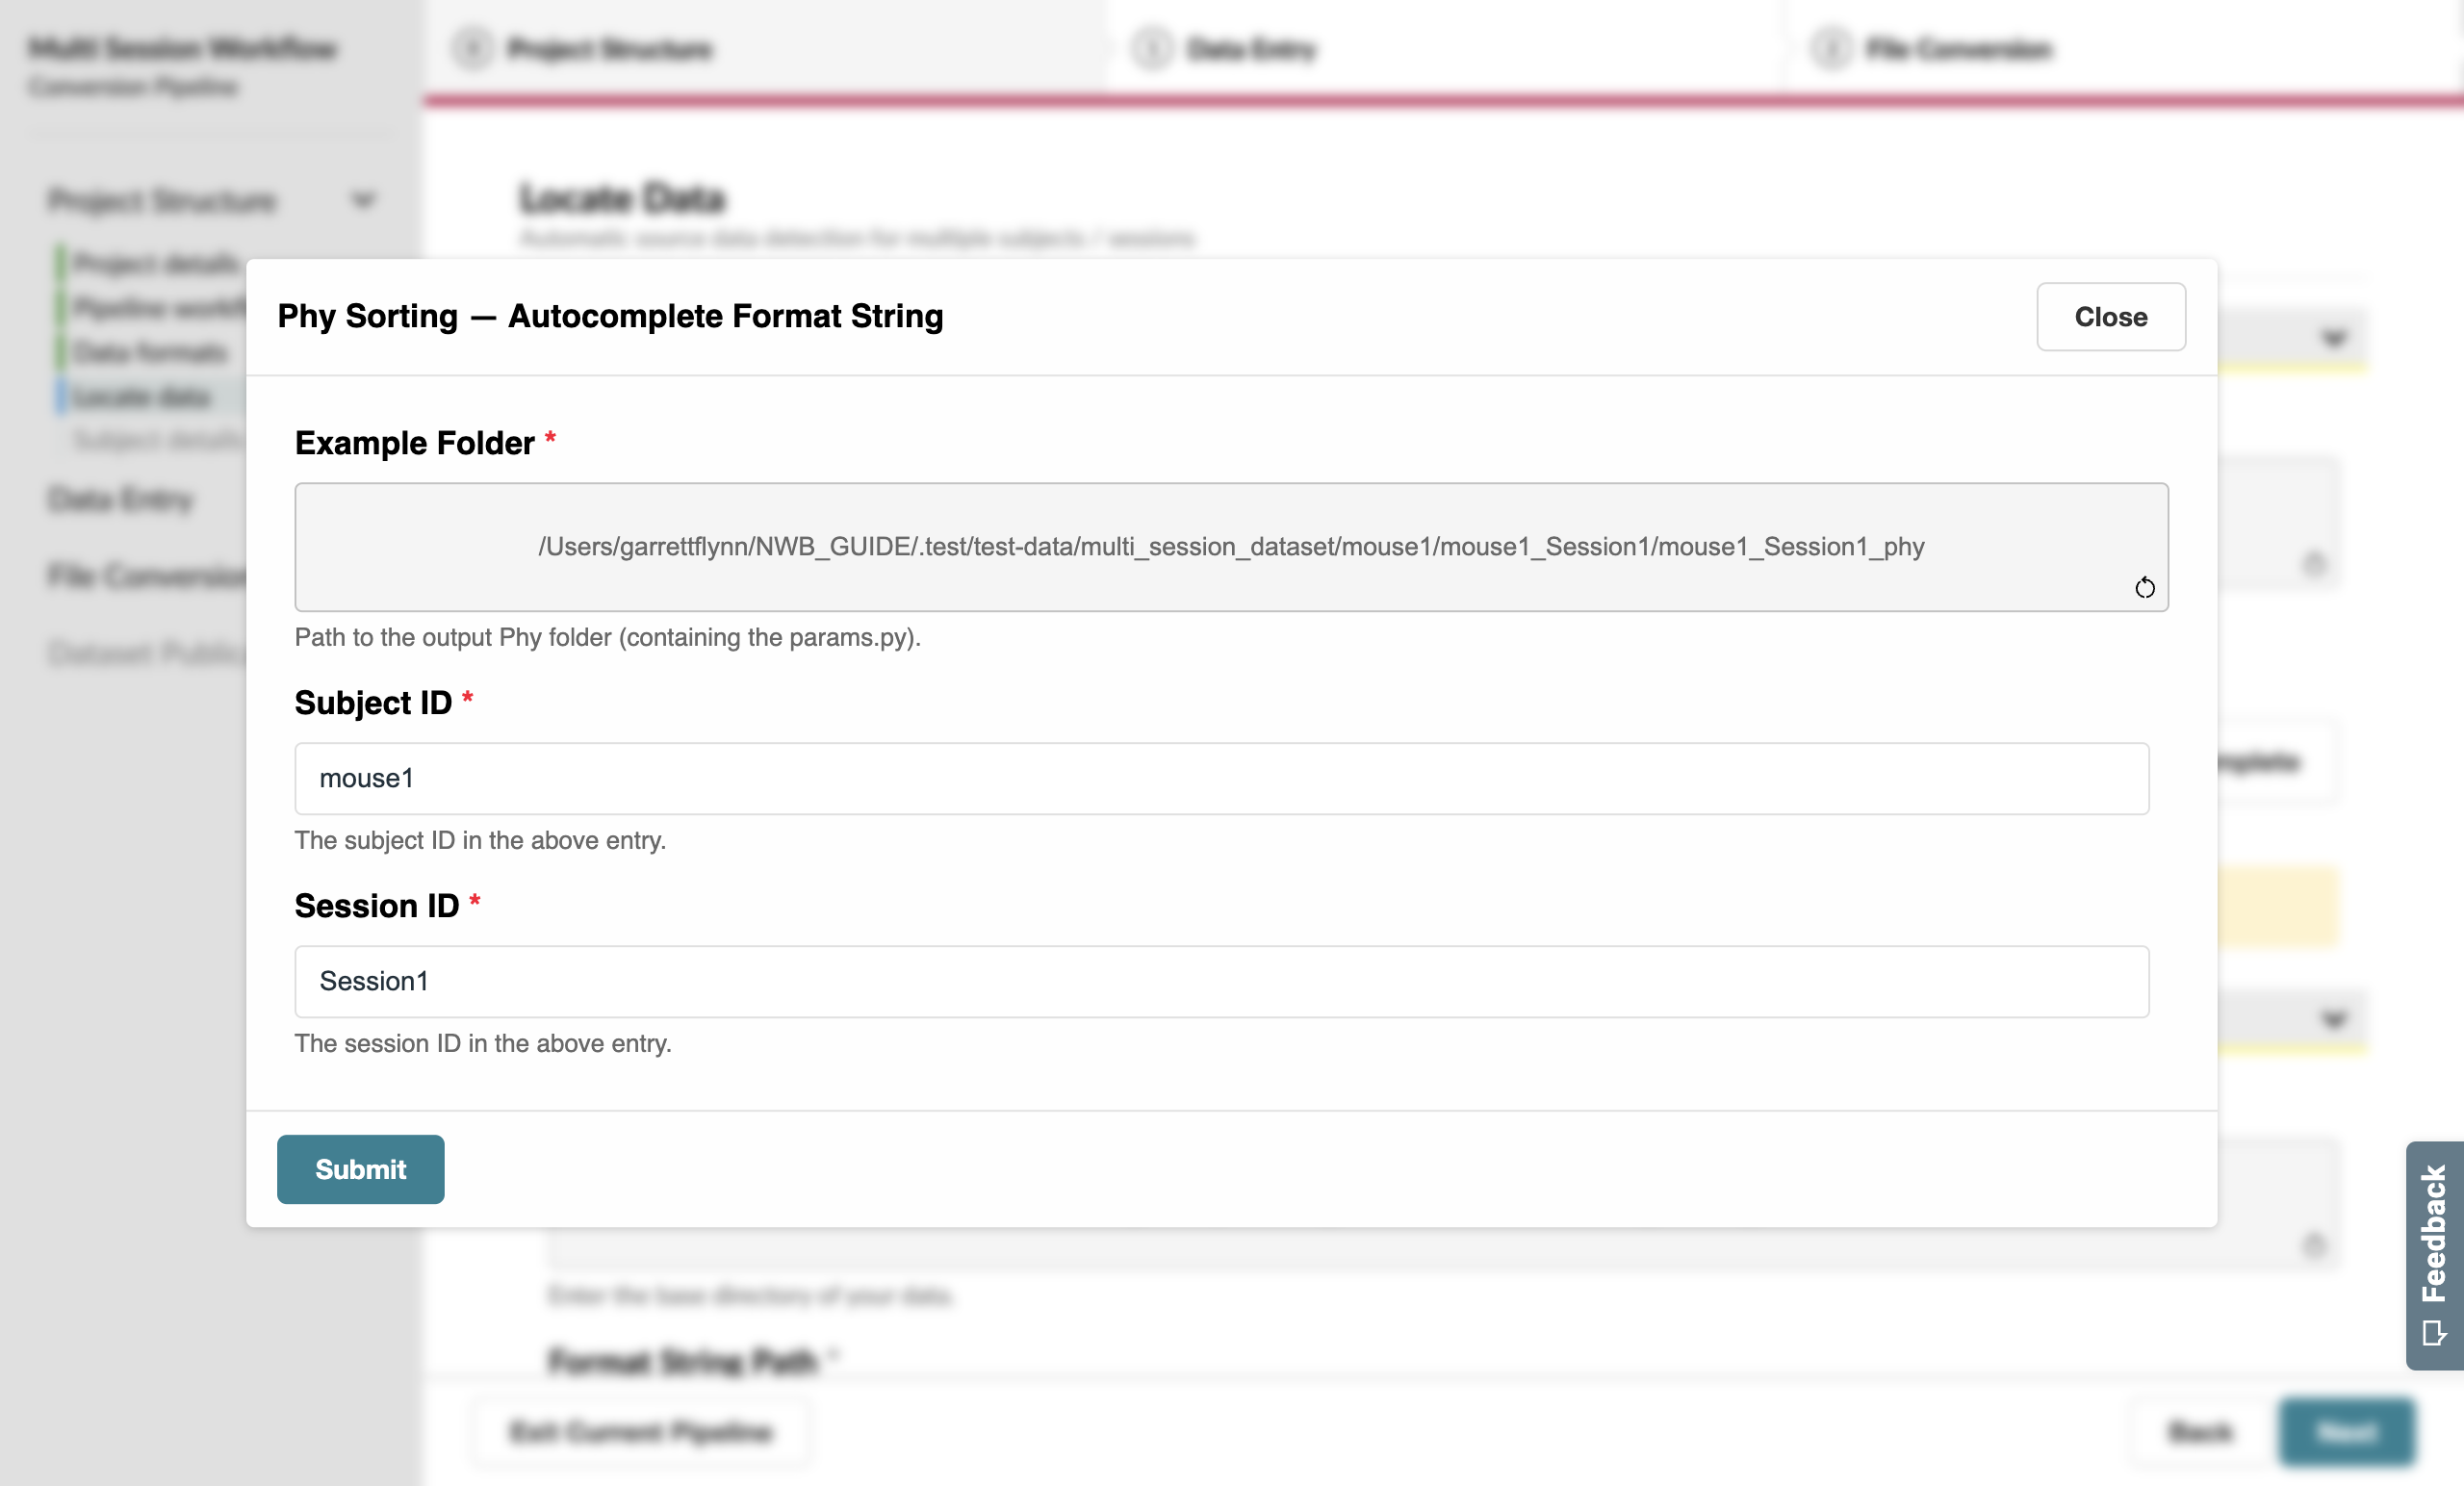 Multi Session Workflow
Conversion Pipeline
Project Structure
Data Entry
File Conversion
Project Structure
Project details
Data formats
Locate data
Subject details
Data Entry
File Conversion
Locate Data
Automatic source data detection for multiple subjects / sessions
Phy Sorting — Autocomplete Format String
Close
Example Folder *
/Users/garrettflynn/NWB_GUIDE/.test/test-data/multi_session_dataset/mouse1/mouse1_Session1/mouse1_Session1_phy
Path to the output Phy folder (containing the params.py).
Subject ID *
mouse1
The subject ID in the above entry.
Session ID *
Session1
The session ID in the above entry.
Submit
Feedback
Enter the base directory of your data.
Format String Path *
Exit Current Pipeline
Back
Next